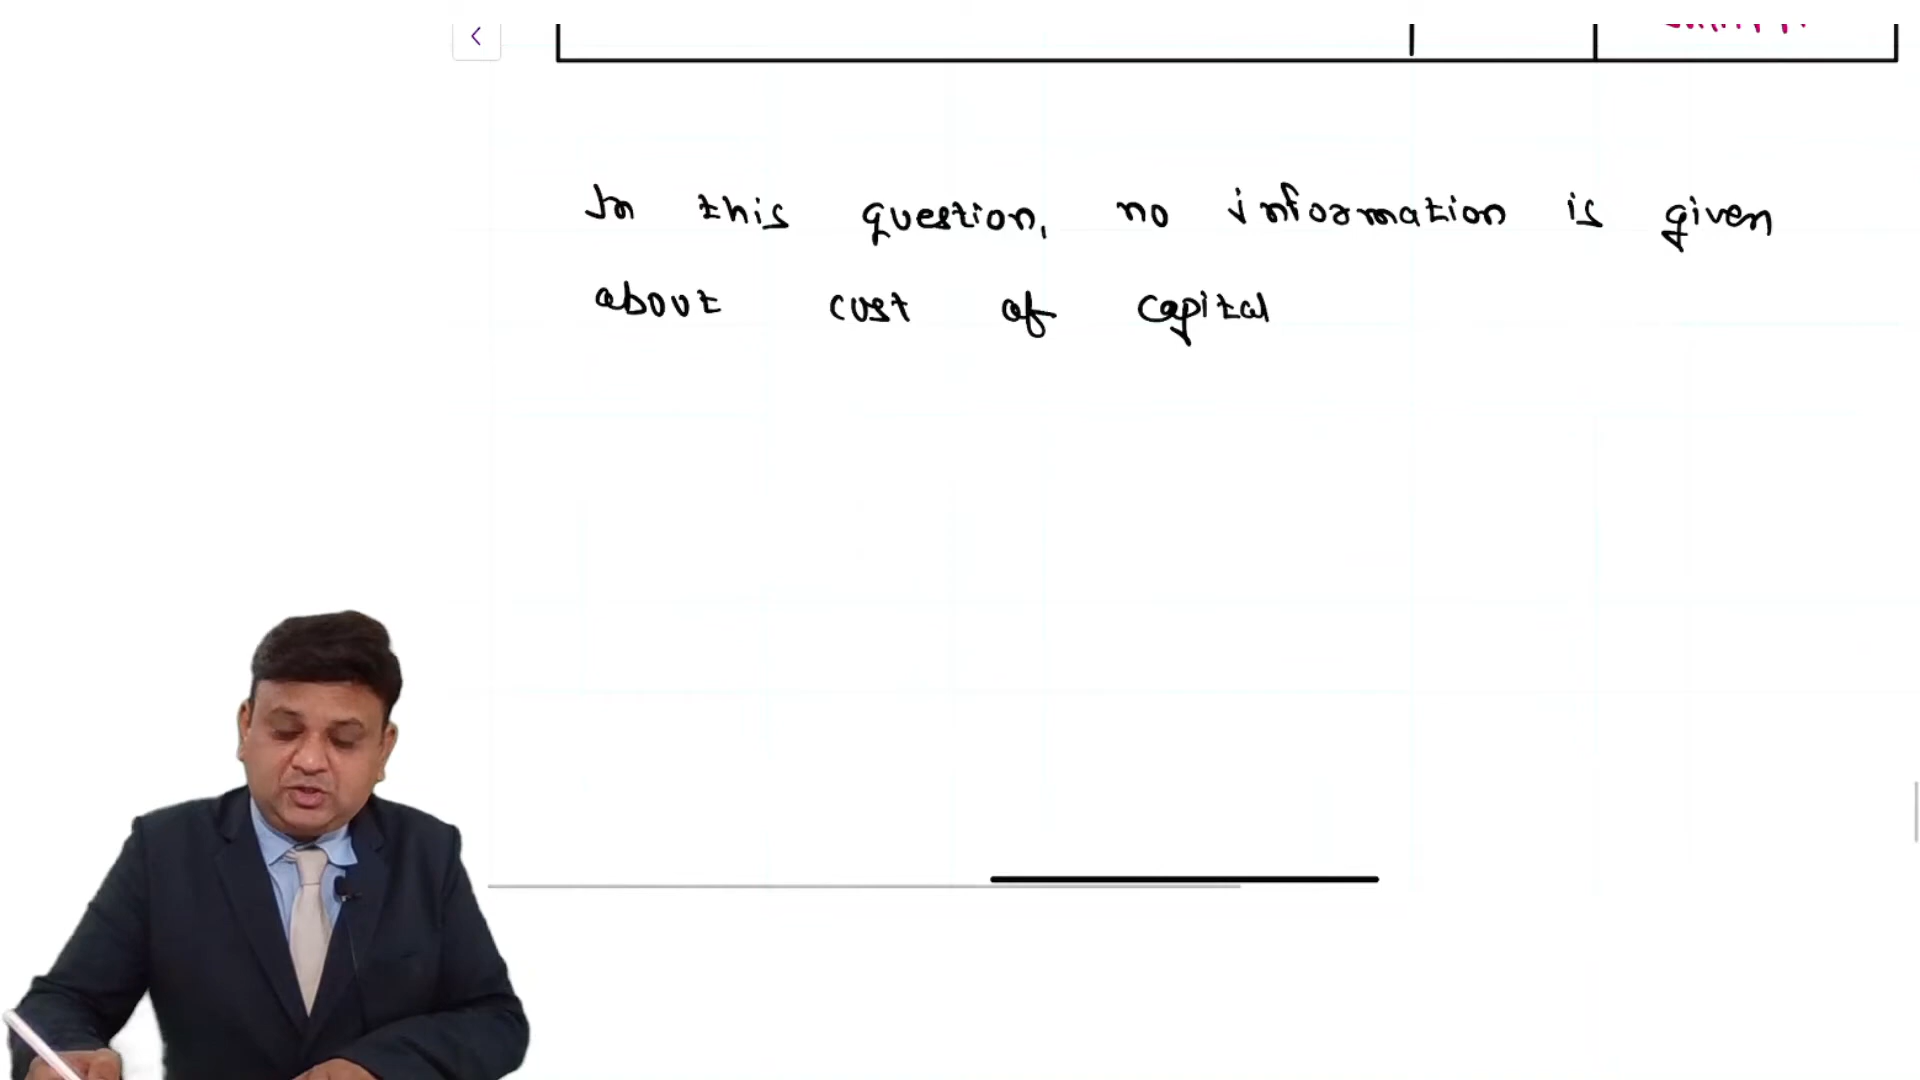 In this question, no information is given
about cost of capital